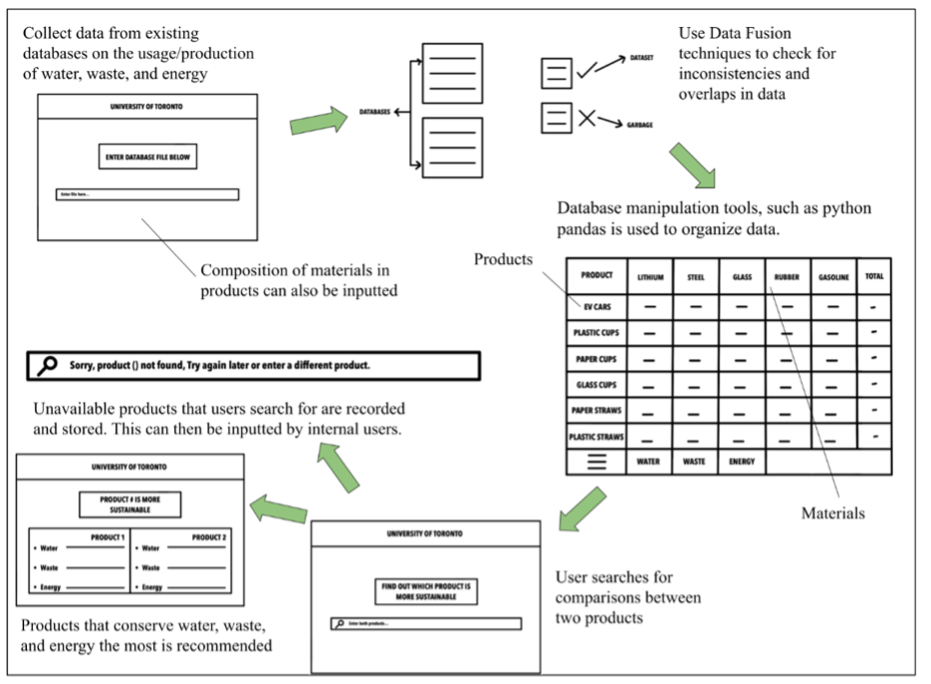 Collect data from existing
databases on the usage/production
of water, waste, and energy
UNIVERSITY OF TORONTO
ENTER DATABASE FILE BELOW
Enter file here...
Composition of materials in
products can also be inputted
DATABASES
DATASET
GARBAGE
Use Data Fusion
techniques to check for
inconsistencies and
overlaps in data
Database manipulation tools, such as python
pandas is used to organize data.
Products
PRODUCT LITHIUM STEEL GLASS RUBBER GASOLINE TOTAL
EV CARS — — — — — -
PLASTIC CUPS — — — — — -
PAPER CUPS — — — — — -
GLASS CUPS — — — — — -
PAPER STRAWS — — — — — -
PLASTIC STRAWS — — — — — -
WATER WASTE ENERGY
Materials
User searches for
comparisons between
two products
UNIVERSITY OF TORONTO
FIND OUT WHICH PRODUCT IS
MORE SUSTAINABLE
Enter both products...
Sorry, product () not found, Try again later or enter a different product.
Unavailable products that users search for are recorded
and stored. This can then be inputted by internal users.
UNIVERSITY OF TORONTO
PRODUCT # IS MORE
SUSTAINABLE
PRODUCT 1 PRODUCT 2
• Water • Water
• Waste • Waste
• Energy • Energy
Products that conserve water, waste,
and energy the most is recommended